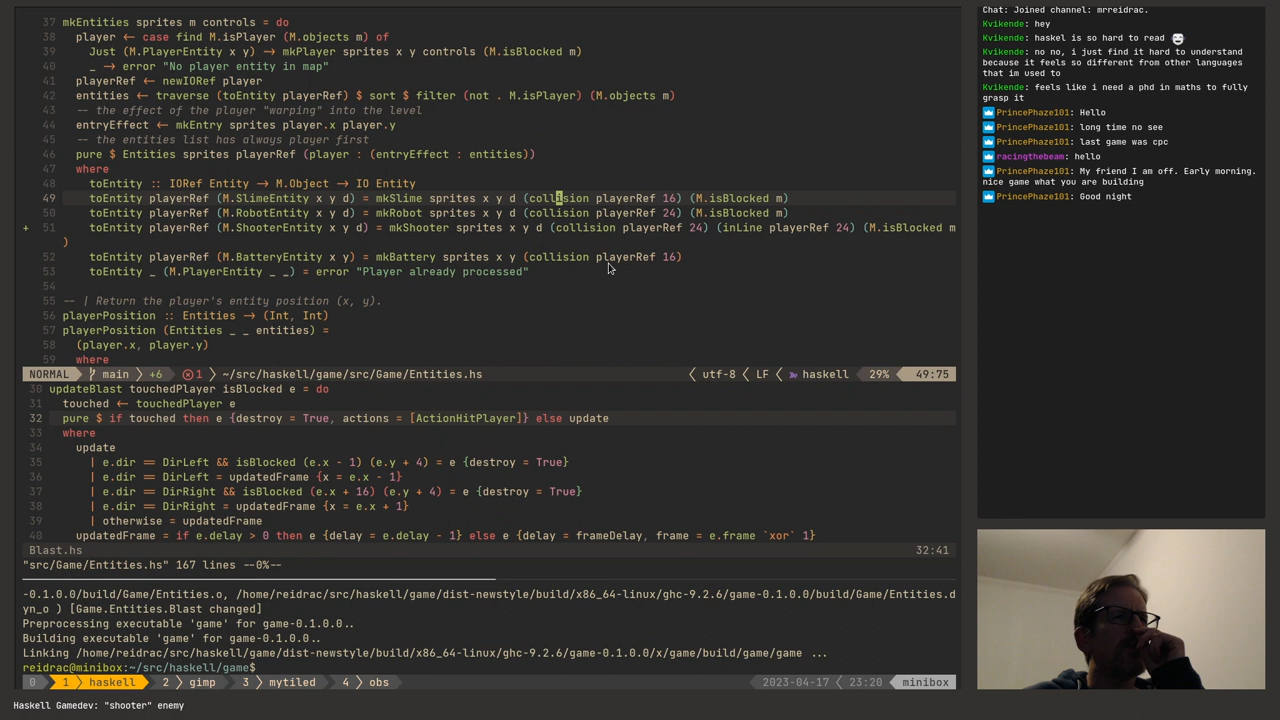 37 mkEntities sprites m controls = do
38   player ← case find M.isPlayer (M.objects m) of
39     Just (M.PlayerEntity x y) → mkPlayer sprites x y controls (M.isBlocked m)
40     _ → error "No player entity in map"
41   playerRef ← newIORef player
42   entities ← traverse (toEntity playerRef) $ sort $ filter (not . M.isPlayer) (M.objects m)
43   -- the effect of the player "warping" into the level
44   entryEffect ← mkEntry sprites player.x player.y
45   -- the entities list has always player first
46   pure $ Entities sprites playerRef (player : (entryEffect : entities))
47   where
48     toEntity :: IORef Entity → M.Object → IO Entity
49     toEntity playerRef (M.SlimeEntity x y d) = mkSlime sprites x y d (collision playerRef 16) (M.isBlocked m)
50     toEntity playerRef (M.RobotEntity x y d) = mkRobot sprites x y d (collision playerRef 24) (M.isBlocked m)
+ 51     toEntity playerRef (M.ShooterEntity x y d) = mkShooter sprites x y d (collision playerRef 24) (inLine playerRef 24) (M.isBlocked m
)
52     toEntity playerRef (M.BatteryEntity x y) = mkBattery sprites x y (collision playerRef 16)
53     toEntity _ (M.PlayerEntity _ _) = error "Player already processed"
54
55 -- | Return the player's entity position (x, y).
56 playerPosition :: Entities → (Int, Int)
57 playerPosition (Entities _ _ entities) =
58   (player.x, player.y)
59   where
NORMAL main +6 1 ~/src/haskell/game/src/Game/Entities.hs utf-8 LF haskell 29% 49:75
30 updateBlast touchedPlayer isBlocked e = do
31   touched ← touchedPlayer e
32   pure $ if touched then e {destroy = True, actions = [ActionHitPlayer]} else update
33   where
34     update
35       | e.dir == DirLeft && isBlocked (e.x - 1) (e.y + 4) = e {destroy = True}
36       | e.dir == DirLeft = updatedFrame {x = e.x - 1}
37       | e.dir == DirRight && isBlocked (e.x + 16) (e.y + 4) = e {destroy = True}
38       | e.dir == DirRight = updatedFrame {x = e.x + 1}
39       | otherwise = updatedFrame
40     updatedFrame = if e.delay > 0 then e {delay = e.delay - 1} else e {delay = frameDelay, frame = e.frame `xor` 1}
Blast.hs 32:41
"src/Game/Entities.hs" 167 lines --0%--
-0.1.0.0/build/Game/Entities.o, /home/reidrac/src/haskell/game/dist-newstyle/build/x86_64-linux/ghc-9.2.6/game-0.1.0.0/build/Game/Entities.d
yn_o ) [Game.Entities.Blast changed]
Preprocessing executable 'game' for game-0.1.0.0..
Building executable 'game' for game-0.1.0.0..
Linking /home/reidrac/src/haskell/game/dist-newstyle/build/x86_64-linux/ghc-9.2.6/game-0.1.0.0/x/game/build/game/game ...
reidrac@minibox:~/src/haskell/game$
0 1 haskell 2 gimp 3 mytiled 4 obs 2023-04-17 23:20 minibox
Haskell Gamedev: "shooter" enemy
Chat: Joined channel: mrreidrac.
Kvikende: hey
Kvikende: haskel is so hard to read
Kvikende: no no, i just find it hard to understand
because it feels so different from other languages
that im used to
Kvikende: feels like i need a phd in maths to fully
grasp it
PrincePhaze101: Hello
PrincePhaze101: long time no see
PrincePhaze101: last game was cpc
racingthebeam: hello
PrincePhaze101: My friend I am off. Early morning.
nice game what you are building
PrincePhaze101: Good night